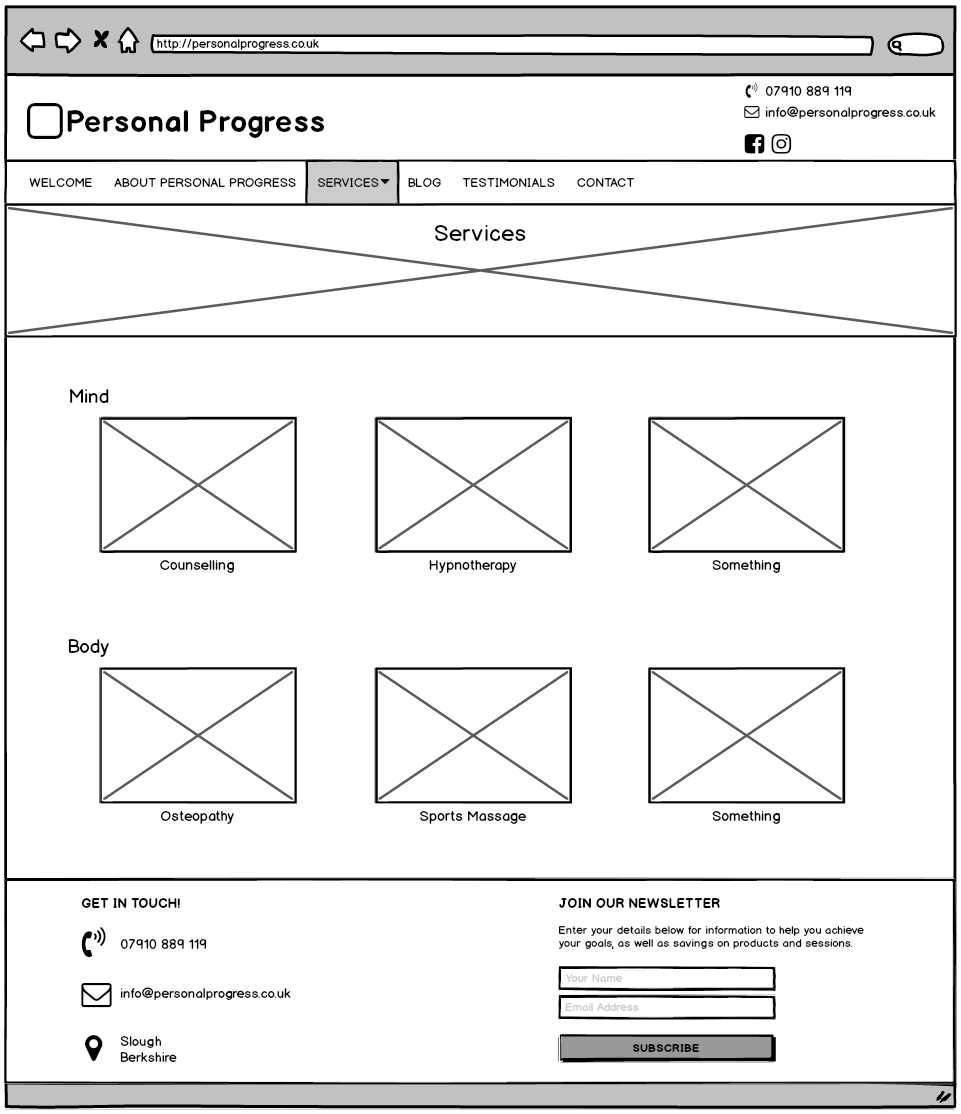 http://personalprogress.co.uk
Personal Progress
07910 889 119
info@personalprogress.co.uk
WELCOME ABOUT PERSONAL PROGRESS SERVICES BLOG TESTIMONIALS CONTACT
Services
Mind
Counselling Hypnotherapy Something
Body
Osteopathy Sports Massage Something
GET IN TOUCH!
07910 889 119
info@personalprogress.co.uk
Slough
Berkshire
JOIN OUR NEWSLETTER
Enter your details below for information to help you achieve
your goals, as well as savings on products and sessions.
Your Name
Email Address
SUBSCRIBE